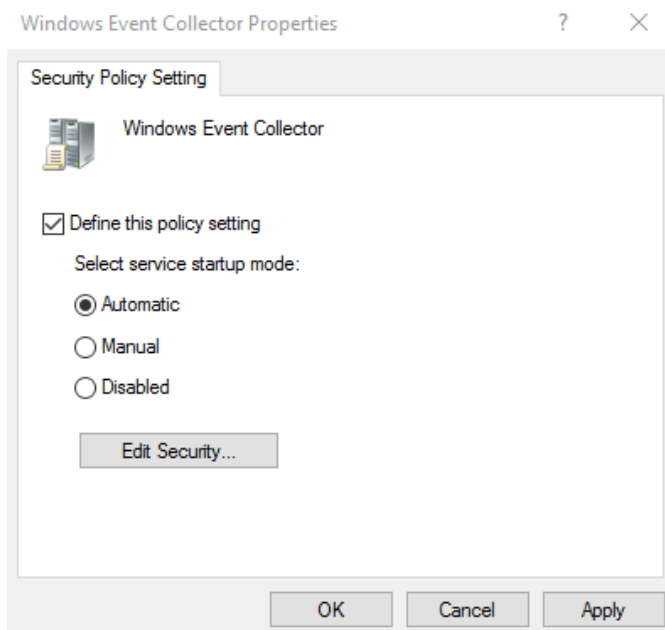 Windows Event Collector Properties ? ×
Security Policy Setting
Windows Event Collector
Define this policy setting
Select service startup mode:
Automatic
Manual
Disabled
Edit Security...
OK Cancel Apply